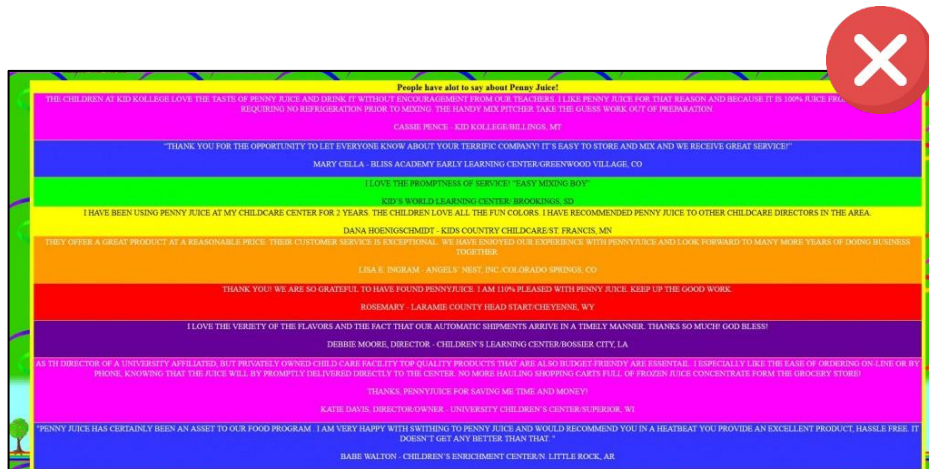 People have alot to say about Penny Juice!
THE CHILDREN AT KID KOLLEGE LOVE THE TASTE OF PENNY JUICE AND DRINK IT WITHOUT ENCOURAGEMENT FROM OUR TEACHERS. I LIKE PENNY JUICE FOR THAT REASON AND BECAUSE IT IS 100% JUICE
REQUIRING NO REFRIGERATION PRIOR TO MIXING. THE HANDY MIX PITCHER TAKE THE GUESS WORK OUT OF PREPARATION.
CASSIE PENCE - KID KOLLEGE/BILLINGS, MT
"THANK YOU FOR THE OPPORTUNITY TO LET EVERYONE KNOW ABOUT YOUR TERRIFIC COMPANY! IT'S EASY TO STORE AND MIX AND WE RECEIVE GREAT SERVICE!"
MARY CELLA - BLISS ACADEMY EARLY LEARNING CENTER/GREENWOOD VILLAGE, CO
I LOVE THE PROMPTNESS OF SERVICE! "EASY MIXING BOY"
KID'S WORLD LEARNING CENTER/ BROOKINGS, SD
I HAVE BEEN USING PENNY JUICE AT MY CHILDCARE CENTER FOR 2 YEARS. THE CHILDREN LOVE ALL THE FUN COLORS. I HAVE RECOMMENDED PENNY JUICE TO OTHER CHILDCARE DIRECTORS IN THE AREA.
DANA HOENIGSCHMIDT - KIDS COUNTRY CHILDCARE/ST. FRANCIS, MN
THEY OFFER A GREAT PRODUCT AT A REASONABLE PRICE. THEIR CUSTOMER SERVICE IS EXCEPTIONAL. WE HAVE ENJOYED OUR EXPERIENCE WITH PENNYJUICE AND LOOK FORWARD TO MANY MORE YEARS OF DOING BUSINESS
TOGETHER.
LISA E. INGRAM - ANGELS' NEST, INC./COLORADO SPRINGS, CO
THANK YOU! WE ARE SO GRATEFUL TO HAVE FOUND PENNYJUICE. I AM 110% PLEASED WITH PENNY JUICE. KEEP UP THE GOOD WORK.
ROSEMARY - LARAMIE COUNTY HEAD START/CHEYENNE, WY
I LOVE THE VERIETY OF THE FLAVORS AND THE FACT THAT OUR AUTOMATIC SHIPMENTS ARRIVE IN A TIMELY MANNER. THANKS SO MUCH! GOD BLESS!
DEBBIE MOORE, DIRECTOR - CHILDREN'S LEARNING CENTER/BOSSIER CITY, LA
AS TH DIRECTOR OF A UNIVERSITY AFFILIATED, BUT PRIVATELY OWNED CHILD CARE FACILITY TOP QUALITY PRODUCTS THAT ARE ALSO BUDGET-FRIENDY ARE ESSENTAIL. I ESPECIALLY LIKE THE EASE OF ORDERING ON-LINE OR BY
PHONE, KNOWING THAT THE JUICE WILL BY PROMPTLY DELIVERED DIRECTLY TO THE CENTER. NO MORE HAULING SHOPPING CARTS FULL OF FROZEN JUICE CONCENTRATE FORM THE GROCERY STORE!
THANKS, PENNYJUICE FOR SAVING ME TIME AND MONEY!
KATIE DAVIS, DIRECTOR/OWNER - UNIVERSITY CHILDREN'S CENTER/SUPERIOR, WI
"PENNY JUICE HAS CERTAINLY BEEN AN ASSET TO OUR FOOD PROGRAM . I AM VERY HAPPY WITH SWITHING TO PENNY JUICE AND WOULD RECOMMEND YOU IN A HEATBEAT YOU PROVIDE AN EXCELLENT PRODUCT, HASSLE FREE. IT
DOESN'T GET ANY BETTER THAN THAT. "
BABE WALTON - CHILDREN'S ENRICHMENT CENTER/N. LITTLE ROCK, AR